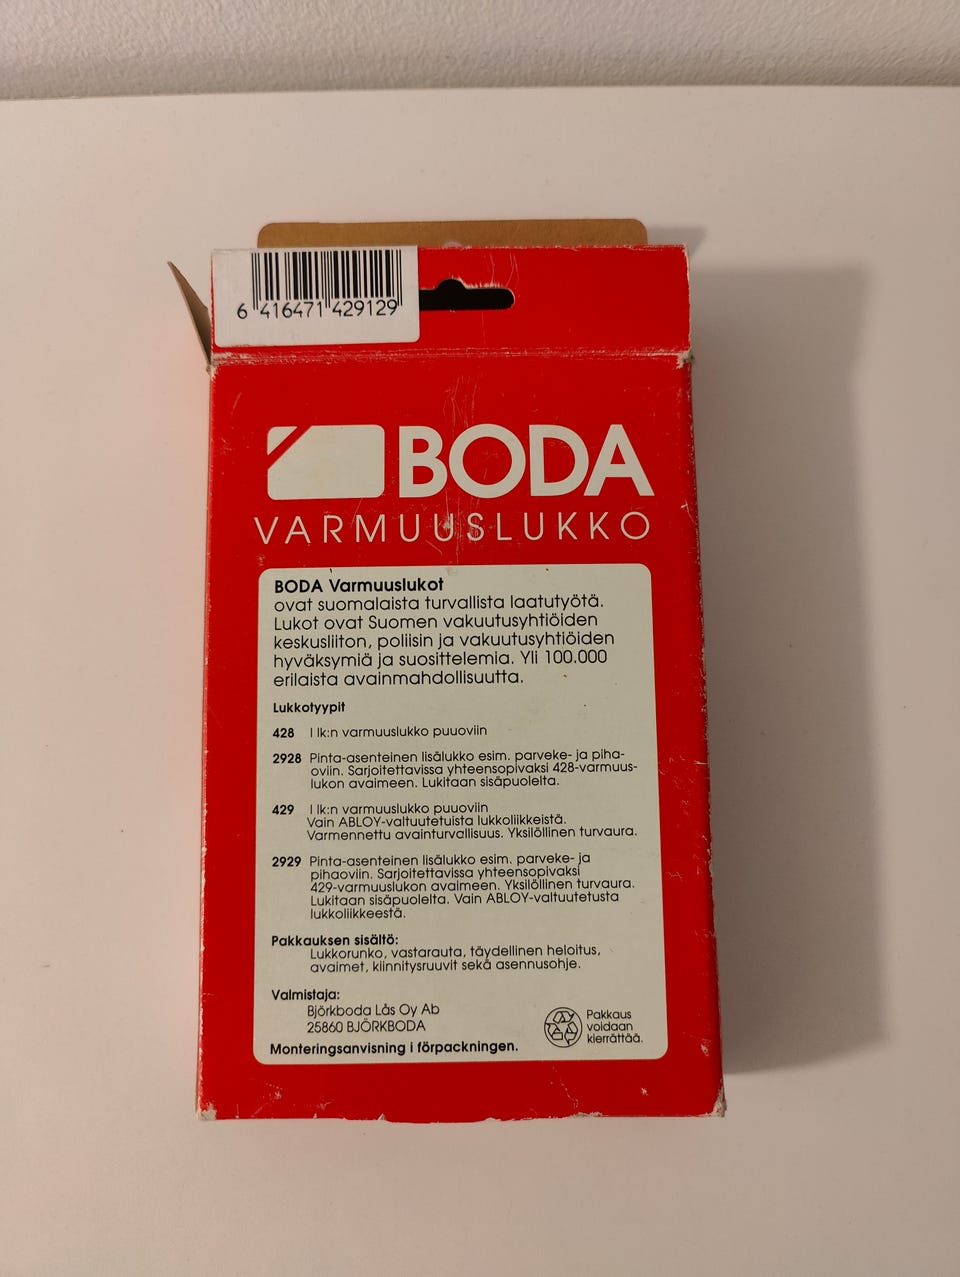 6 416471 429129
BODA
VARMUUSLUKKO
BODA Varmuuslukot
ovat suomalaista turvallista laatutyötä.
Lukot ovat Suomen vakuutusyhtiöiden
keskusliiton, poliisin ja vakuutusyhtiöiden
hyväksymiä ja suosittelemia. Yli 100.000
erilaista avainmahdollisuutta.
Lukkotyypit
428 I lk:n varmuuslukko puuoviin
2928 Pinta-asenteinen lisälukko esim. parveke- ja piha-
oviin. Sarjoitettavissa yhteensopivaksi 428-varmuus-
lukon avaimeen. Lukitaan sisäpuolelta.
429 I lk:n varmuuslukko puuoviin
Vain ABLOY-valtuutetuista lukkoliikkeistä.
Varmennettu avainturvallisuus. Yksilöllinen turvaura.
2929 Pinta-asenteinen lisälukko esim. parveke- ja
pihaoviin. Sarjoitettavissa yhteensopivaksi
429-varmuuslukon avaimeen. Yksilöllinen turvaura.
Lukitaan sisäpuolelta. Vain ABLOY-valtuutetusta
lukkoliikkeestä.
Pakkauksen sisältö:
Lukkorunko, vastarauta, täydellinen heloitus,
avaimet, kiinnitysruuvit sekä asennusohje.
Valmistaja:
Björkboda Lås Oy Ab
25860 BJÖRKBODA
Monteringsanvisning i förpackningen.
Pakkaus
voidaan
kierrättää.